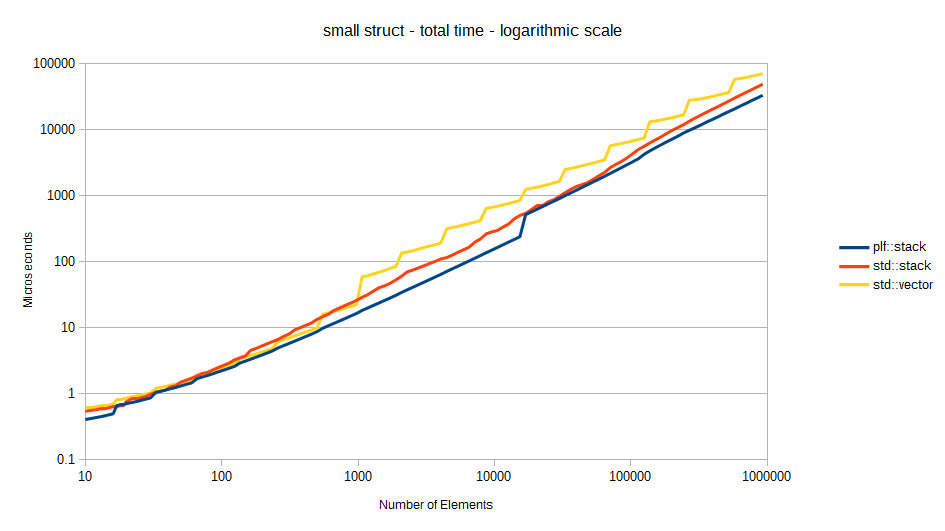 small struct - total time - logarithmic scale
100000
10000
1000
100
10
1
0.1
Microseconds
10 100 1000 10000 100000 1000000
Number of Elements
plf::stack
std::stack
std::vector